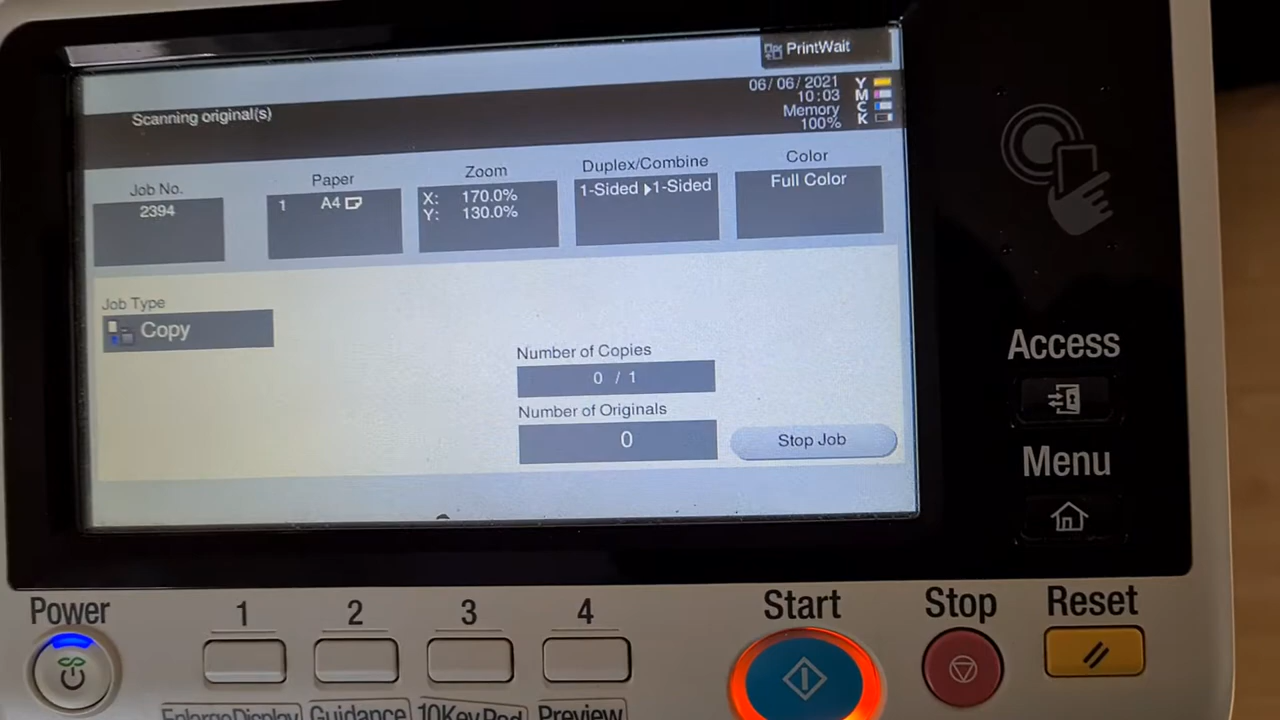 PrintWait
Scanning original(s)
06/06/2021
10:03
Memory
100%
Y
M
C
K
Job No.
2394
Paper
1 A4
Zoom
X: 170.0%
Y: 130.0%
Duplex/Combine
1-Sided ▶1-Sided
Color
Full Color
Job Type
Copy
Number of Copies
0 / 1
Number of Originals
0
Stop Job
Access
Menu
Power
1
2
3
4
Start
Stop
Reset
EnlargeDisplay
Guidance
10KeyPad
Preview